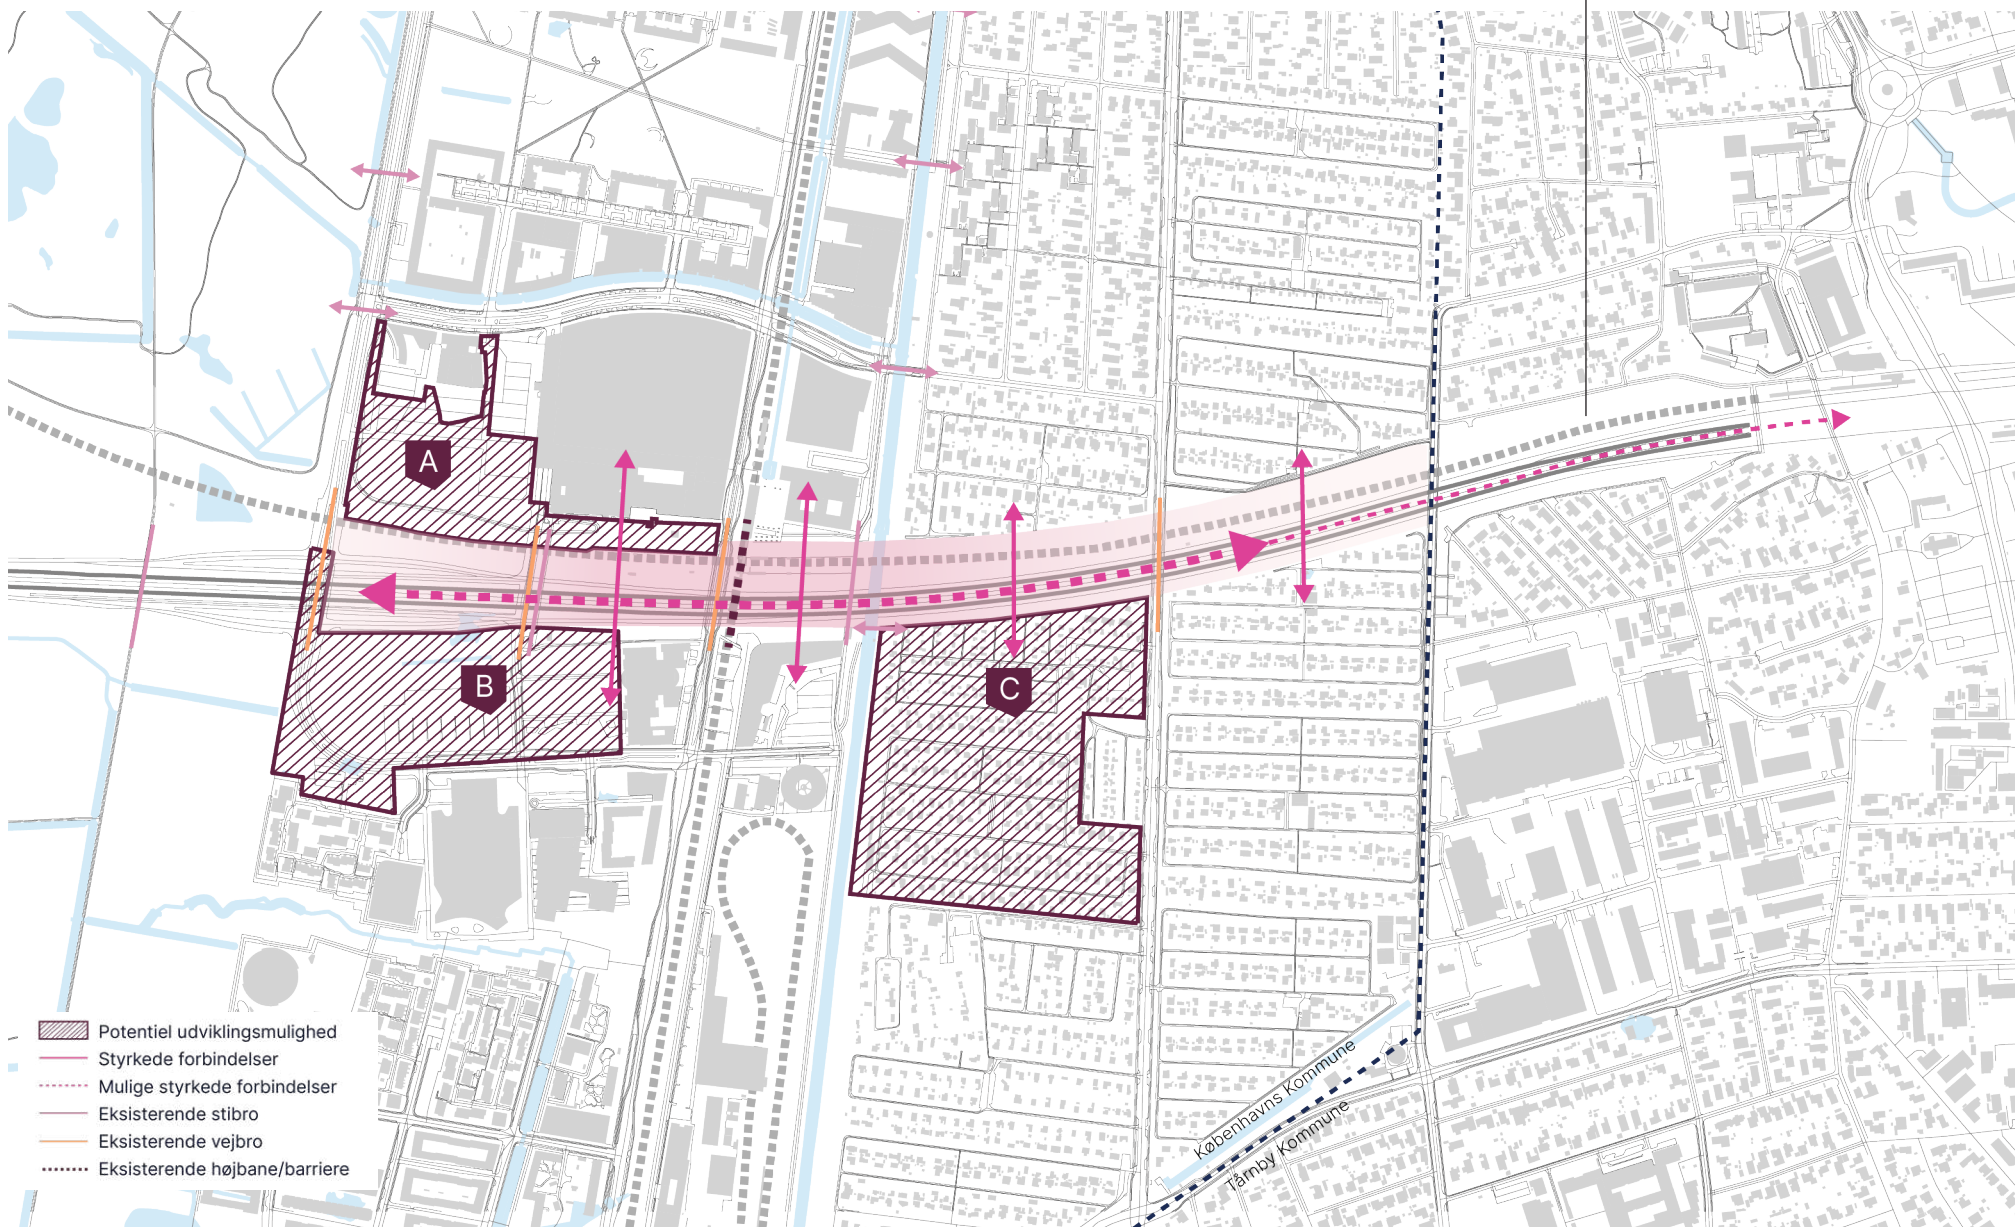 A
B
C
Københavns Kommune
Tårnby Kommune
Potentiel udviklingsmulighed
Styrkede forbindelser
Mulige styrkede forbindelser
Eksisterende stibro
Eksisterende vejbro
Eksisterende højbane/barriere